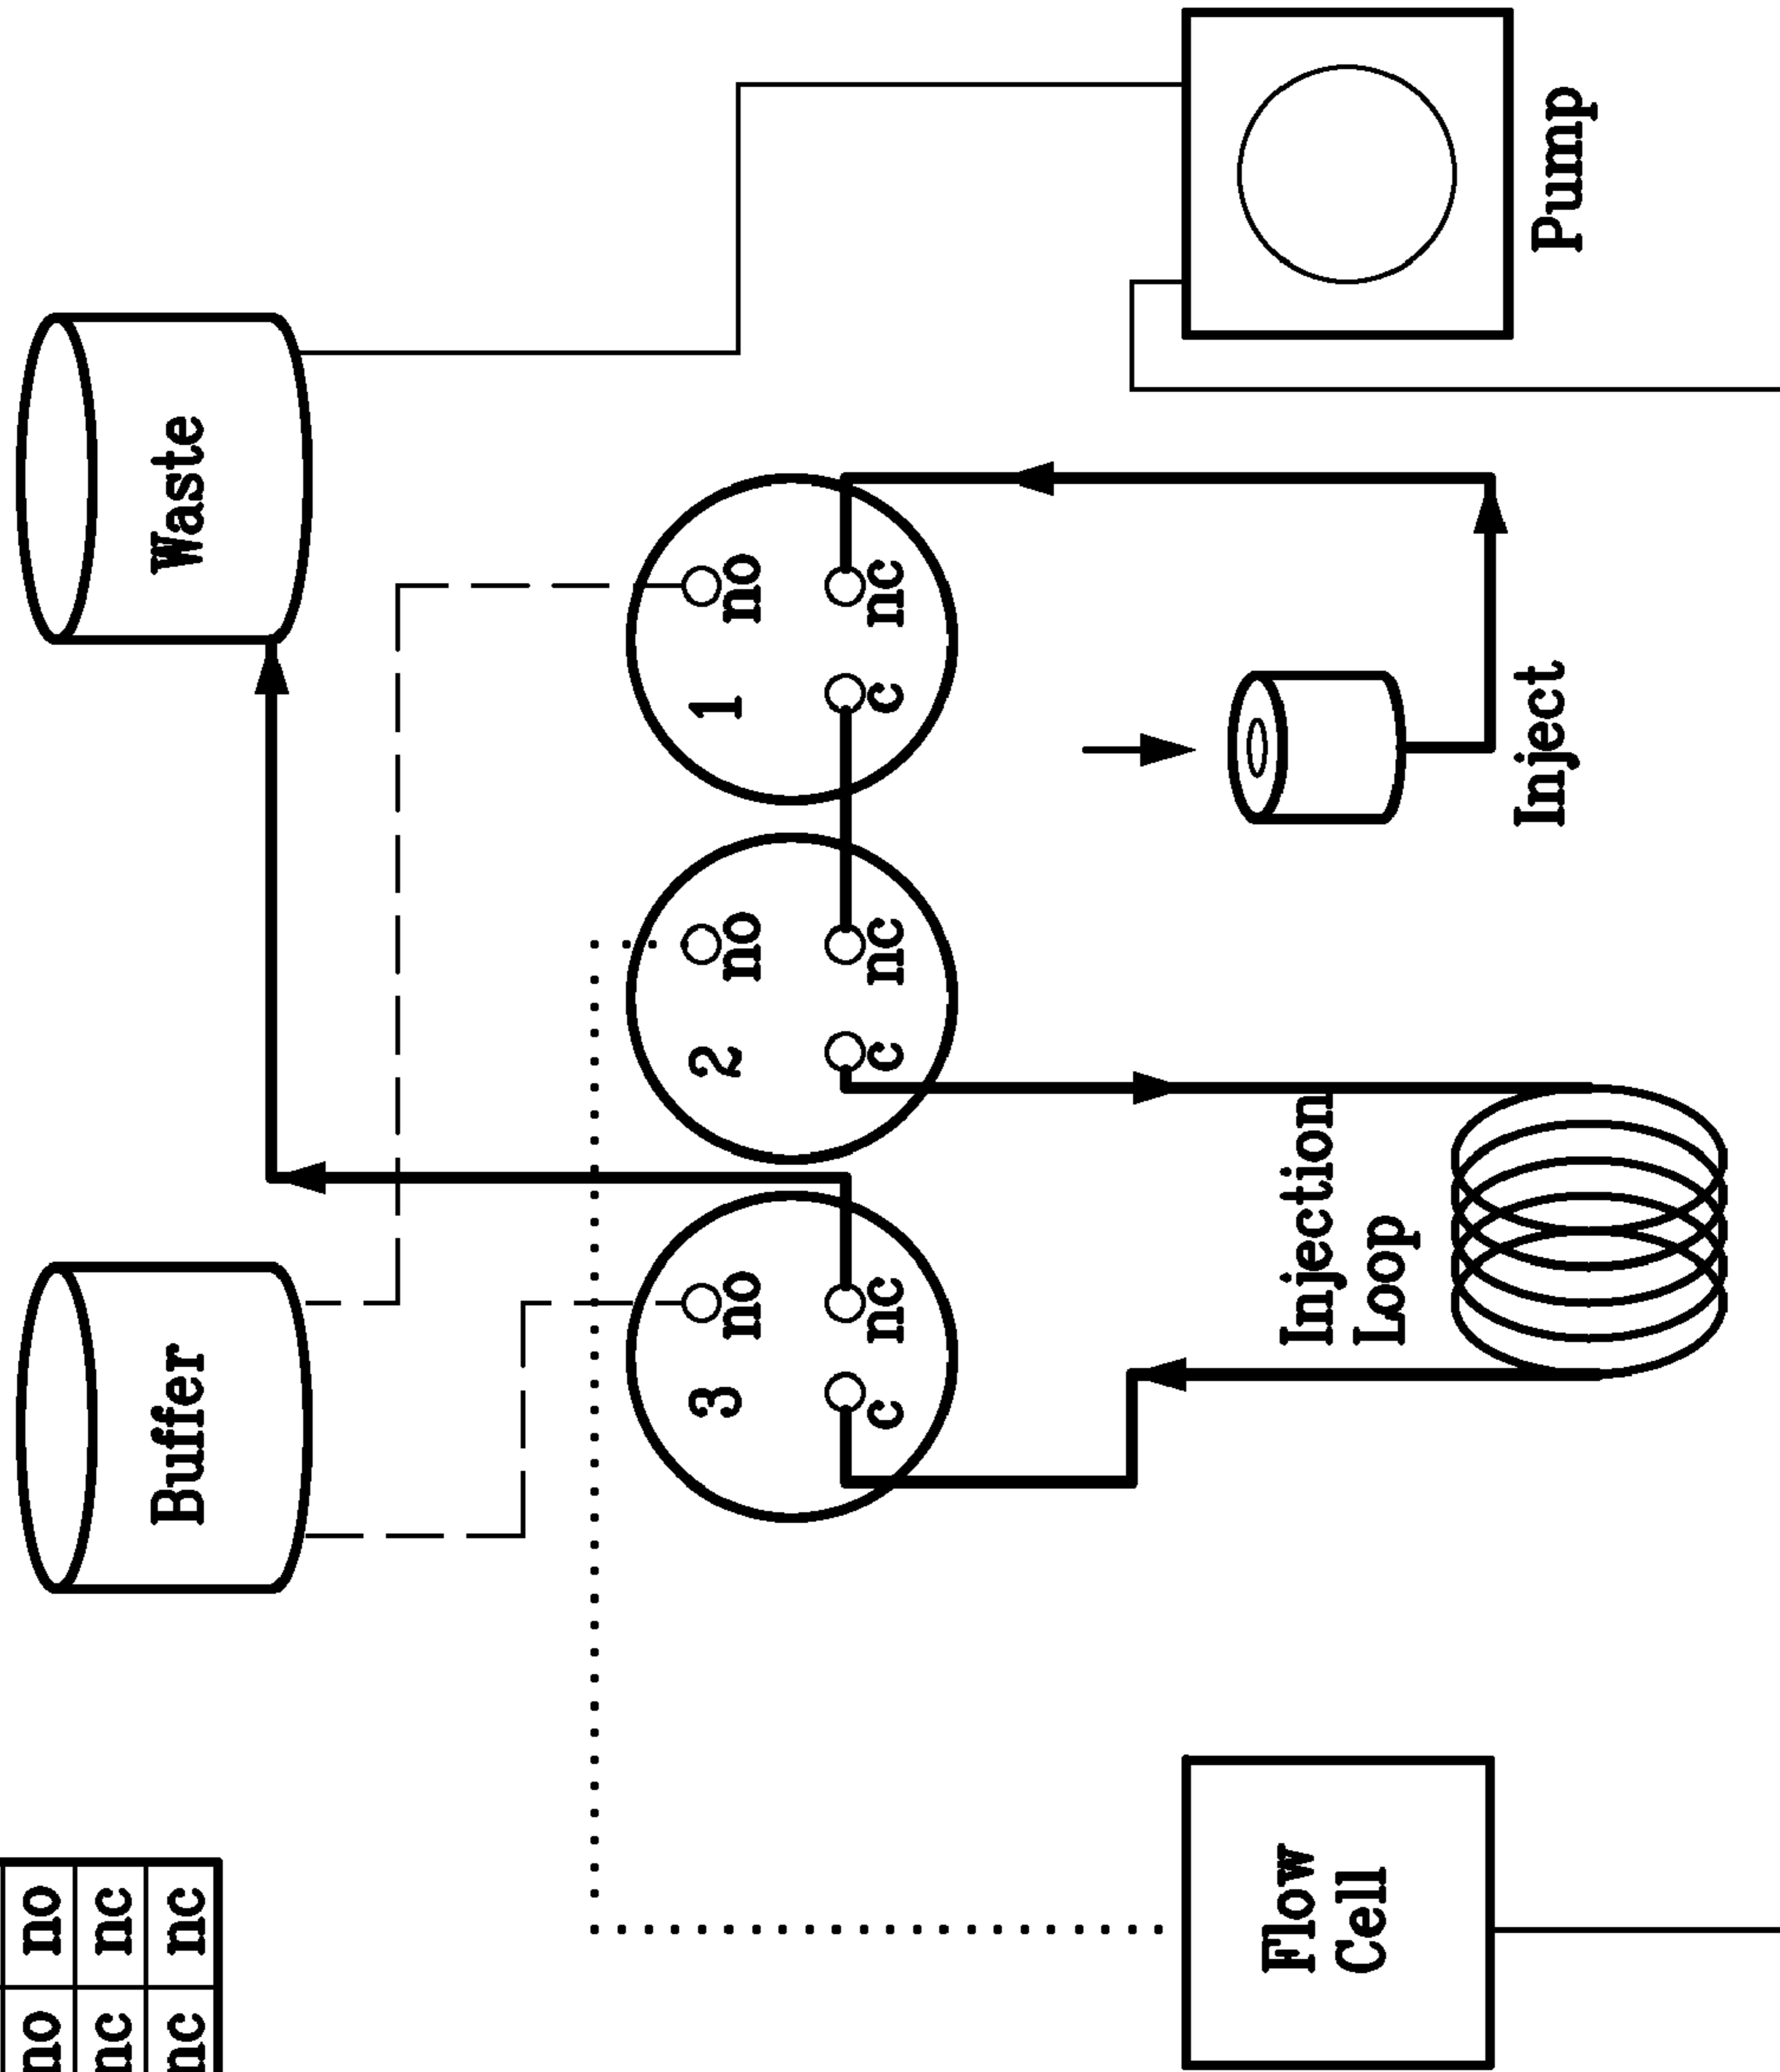 no no
nc nc
nc nc
Buffer
Waste
3 no
c nc
2 no
c nc
1 no
c nc
Flow
Cell
Injection
Loop
Inject
Pump